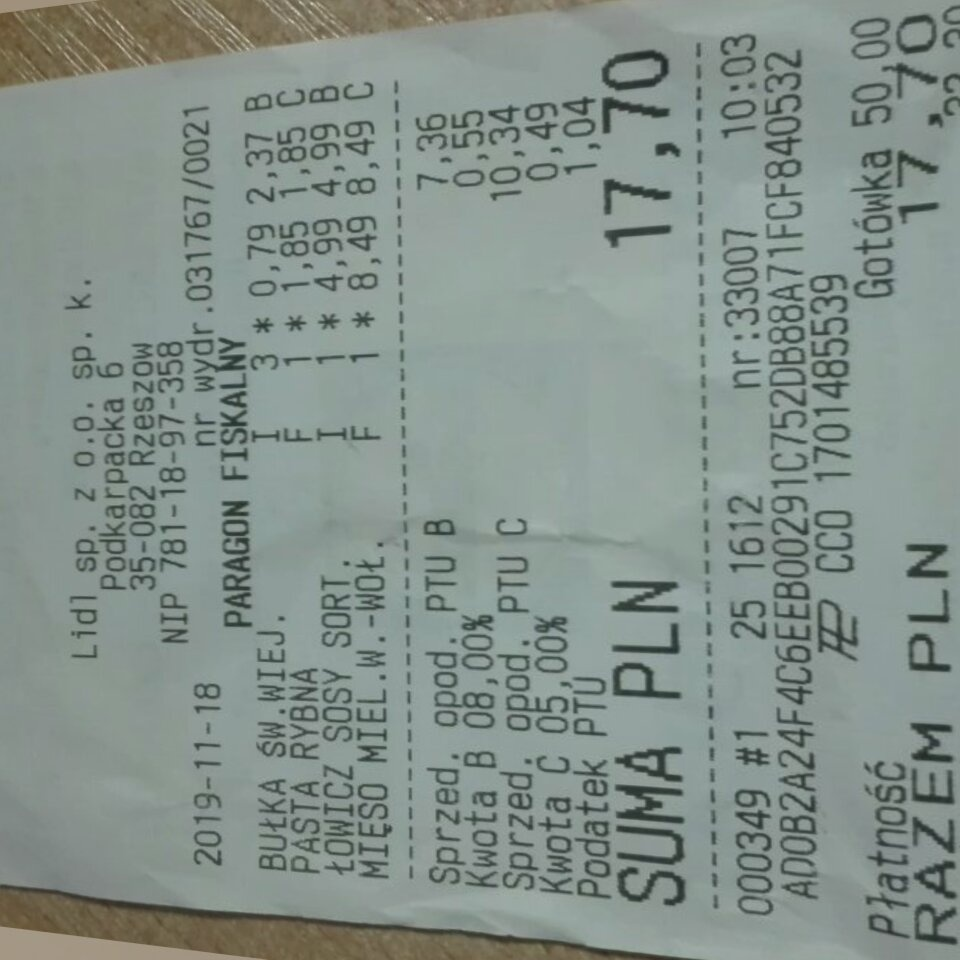 Lidl sp. z o.o. sp. k.
Podkarpacka 6
35-082 Rzeszow
NIP 781-18-97-358
2019-11-18 nr wydr.031767/0021
PARAGON FISKALNY
BUŁKA ŚW.WIEJ. I 3 * 0,79 2,37 B
PASTA RYBNA F 1 * 1,85 1,85 C
ŁOWICZ SOSY SORT. I 1 * 4,99 4,99 B
MIĘSO MIEL.W.-WOŁ. F 1 * 8,49 8,49 C
Sprzed. opod. PTU B 7,36
Kwota B 08,00% 0,55
Sprzed. opod. PTU C 10,34
Kwota C 05,00% 0,49
Podatek PTU 1,04
SUMA PLN 17,70
000349 #1 25 1612 nr:33007 10:03
AD0B2A24F4C6EEB00291C752DB88A71FCF840532
CCO 1701485539
Płatność Gotówka 50,00
RAZEM PLN 17,70